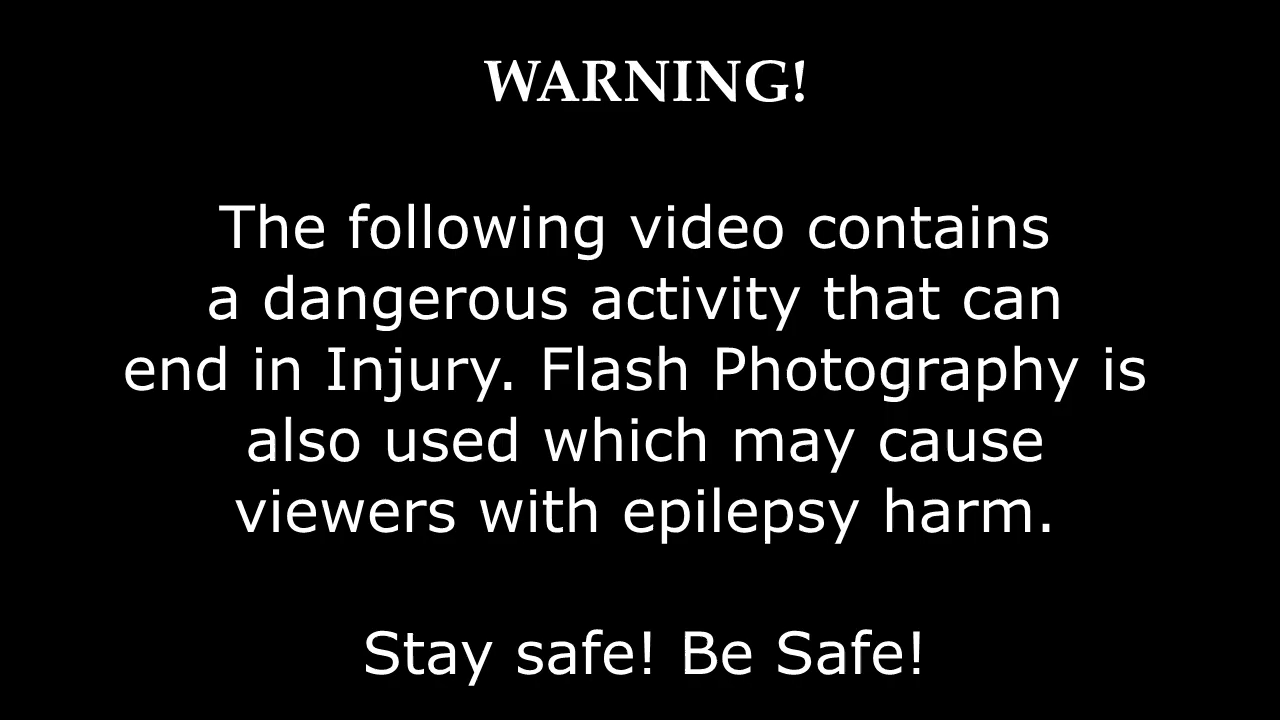 WARNING!
The following video contains
a dangerous activity that can
end in Injury. Flash Photography is
also used which may cause
viewers with epilepsy harm.
Stay safe! Be Safe!